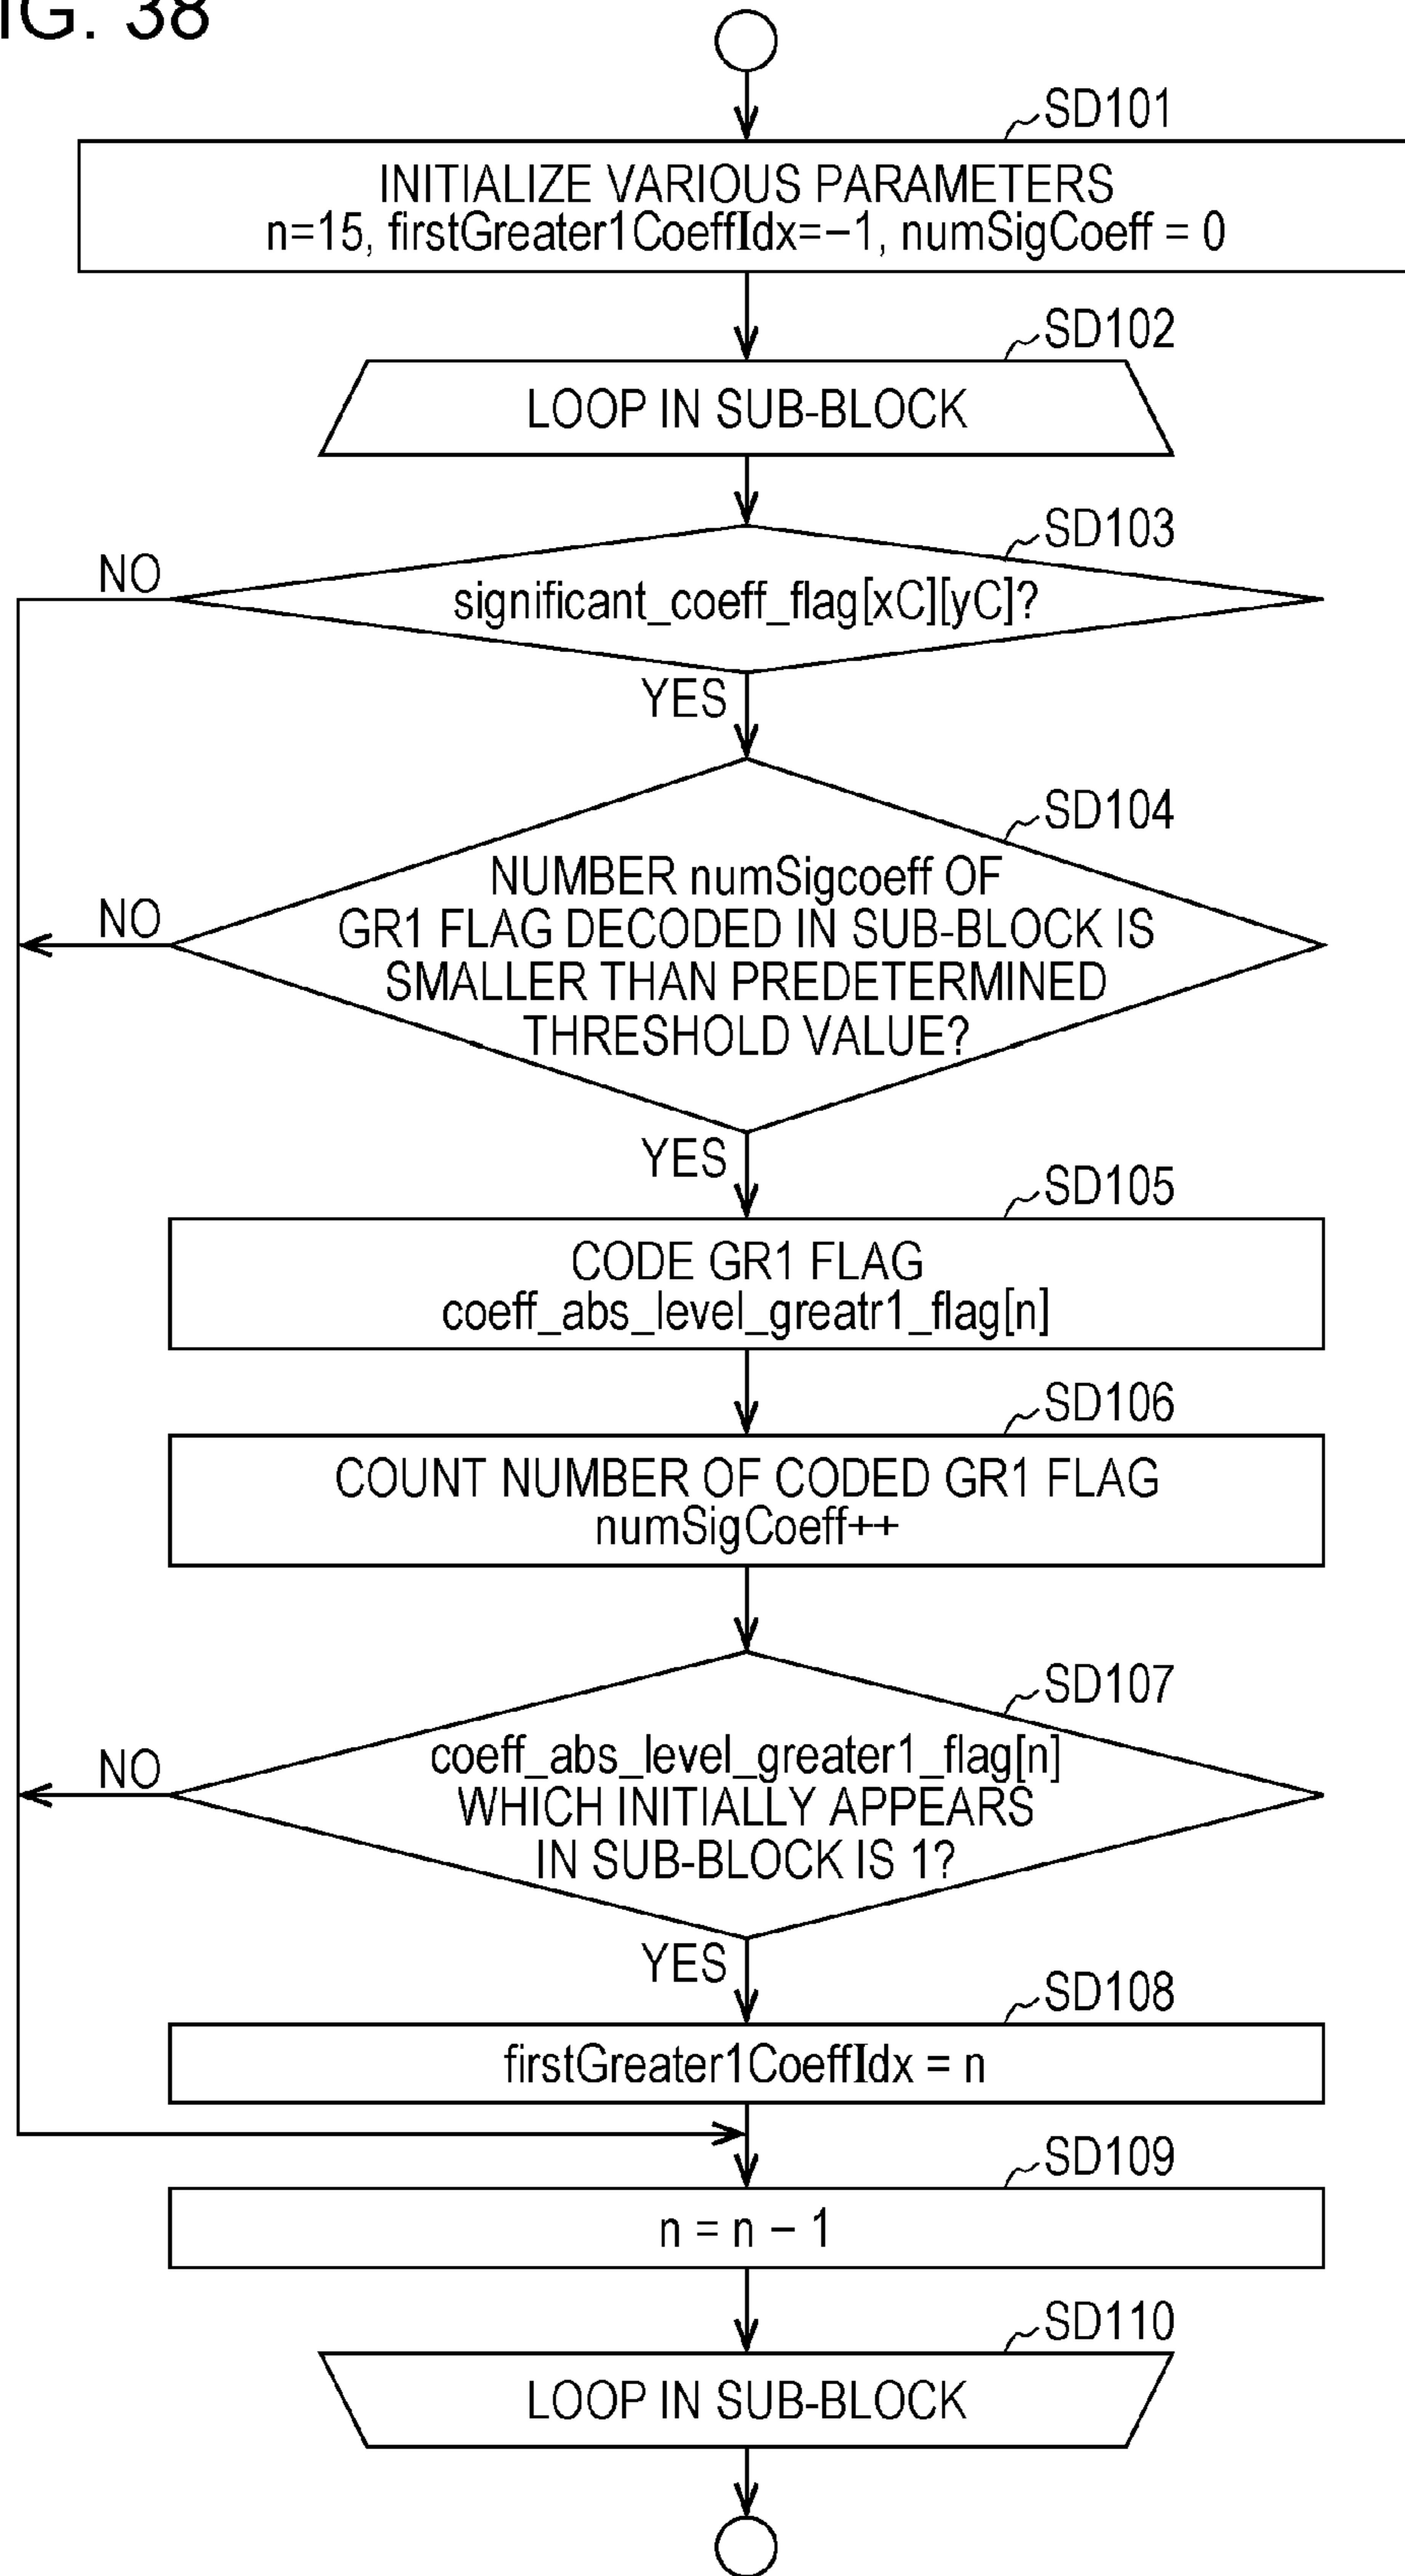 IG. 38
SD101
INITIALIZE VARIOUS PARAMETERS
n=15, firstGreater1CoeffIdx=−1, numSigCoeff = 0
SD102
LOOP IN SUB-BLOCK
SD103
NO
significant_coeff_flag[xC][yC]?
YES
SD104
NO
NUMBER numSigcoeff OF
GR1 FLAG DECODED IN SUB-BLOCK IS
SMALLER THAN PREDETERMINED
THRESHOLD VALUE?
YES
SD105
CODE GR1 FLAG
coeff_abs_level_greatr1_flag[n]
SD106
COUNT NUMBER OF CODED GR1 FLAG
numSigCoeff++
SD107
NO
coeff_abs_level_greater1_flag[n]
WHICH INITIALLY APPEARS
IN SUB-BLOCK IS 1?
YES
SD108
firstGreater1CoeffIdx = n
SD109
n = n − 1
SD110
LOOP IN SUB-BLOCK